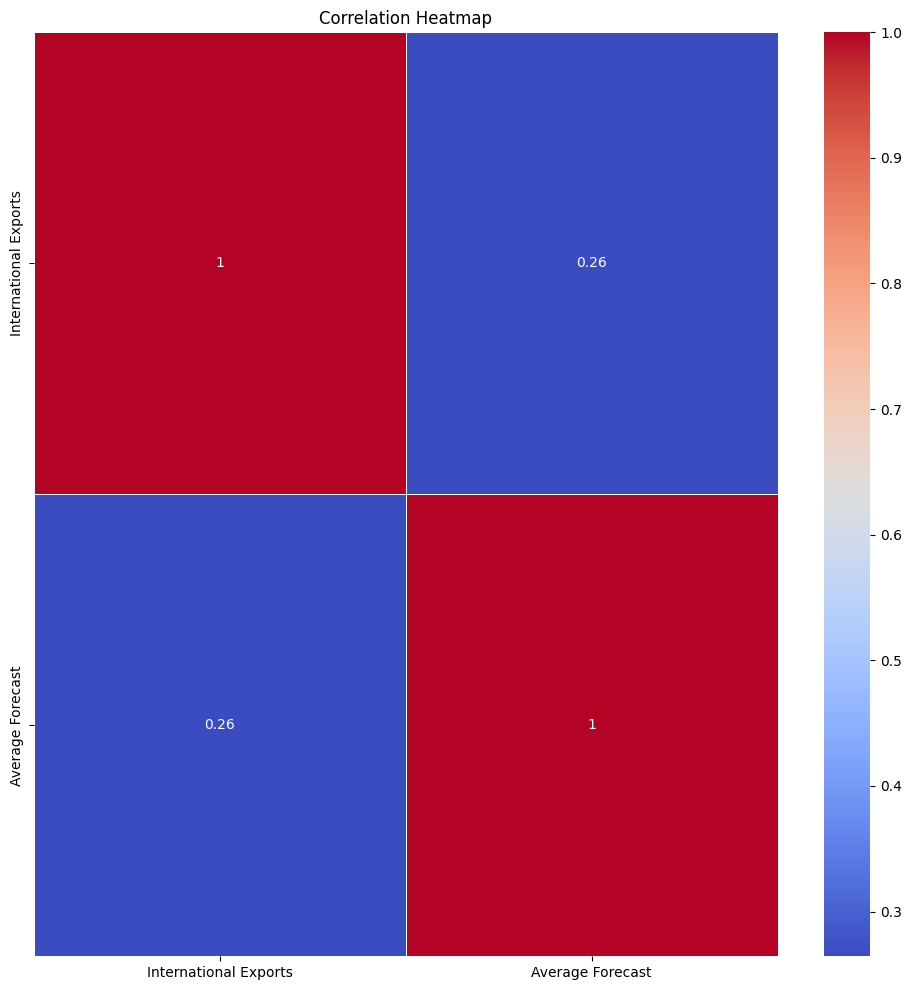 Correlation Heatmap
International Exports
Average Forecast
1
0.26
0.26
1
International Exports
Average Forecast
1.0
0.9
0.8
0.7
0.6
0.5
0.4
0.3